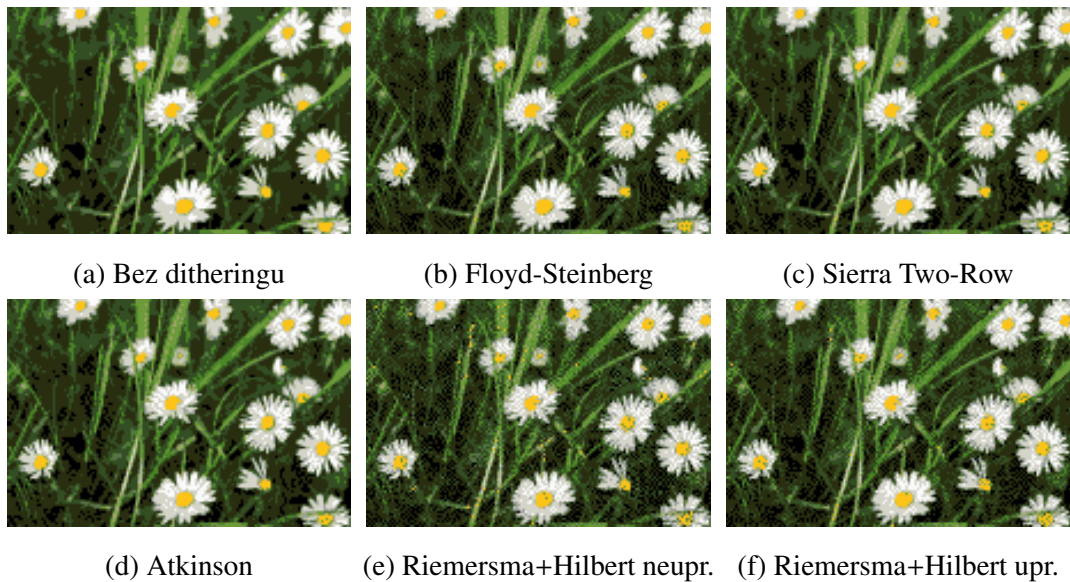 (a) Bez ditheringu
(b) Floyd-Steinberg
(c) Sierra Two-Row
(d) Atkinson
(e) Riemersma+Hilbert neupr.
(f) Riemersma+Hilbert upr.